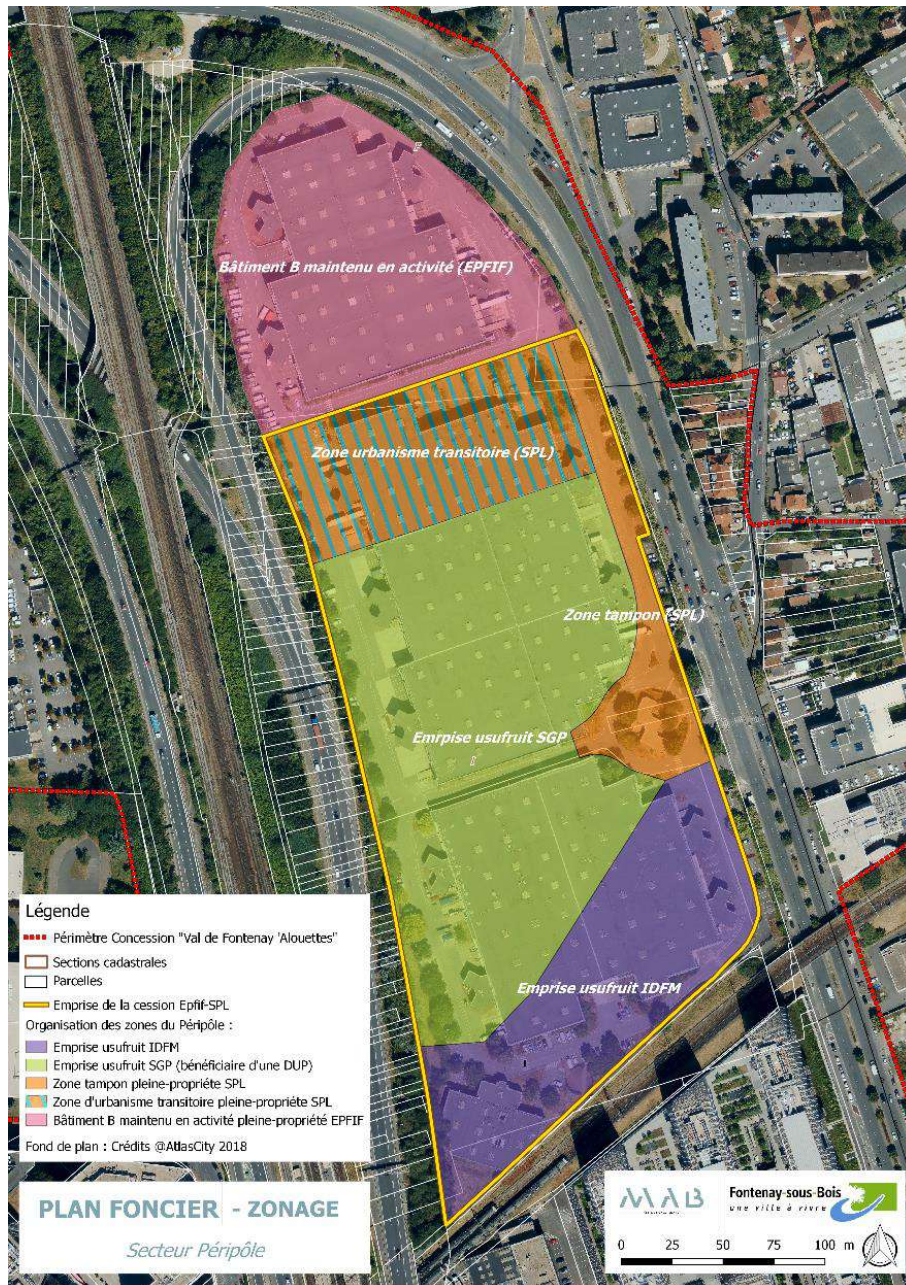 Bâtiment B maintenu en activité (EPFIF)
Zone urbanisme transitoire (SPL)
Zone tampon (SPL)
Emrpise usufruit SGP
Emprise usufruit IDFM
Légende
Périmètre Concession "Val de Fontenay 'Alouettes"
Sections cadastrales
Parcelles
Emprise de la cession Epfif-SPL
Organisation des zones du Péripôle :
Emprise usufruit IDFM
Emprise usufruit SGP (bénéficiaire d'une DUP)
Zone tampon pleine-propriéte SPL
Zone d'urbanisme transitoire pleine-propriéte SPL
Bâtiment B maintenu en activité pleine-propriété EPFIF
Fond de plan : Crédits @AtlasCity 2018
PLAN FONCIER - ZONAGE
Secteur Péripôle
MAB
Fontenay-sous-Bois
une ville à vivre
0 25 50 75 100 m